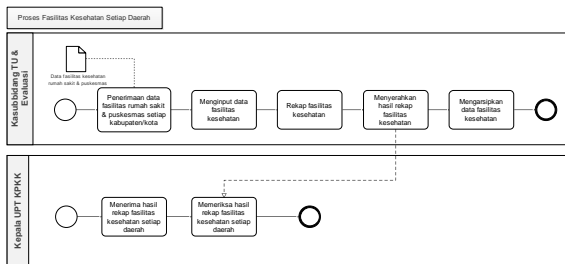 Proses Fasilitas Kesehatan Setiap Daerah
Kasubbidang TU &
Evaluasi
Data fasilitas kesehatan
rumah sakit & puskesmas
Penerimaan data
fasilitas rumah sakit
& puskesmas setiap
kabupaten/kota
Menginput data
fasilitas
kesehatan
Rekap fasilitas
kesehatan
Menyerahkan
hasil rekap
fasilitas
kesehatan
Mengarsipkan
data fasilitas
kesehatan
Kepala UPT KPKK
Menerima hasil
rekap fasilitas
kesehatan setiap
daerah
Memeriksa hasil
rekap fasilitas
kesehatan setiap
daerah